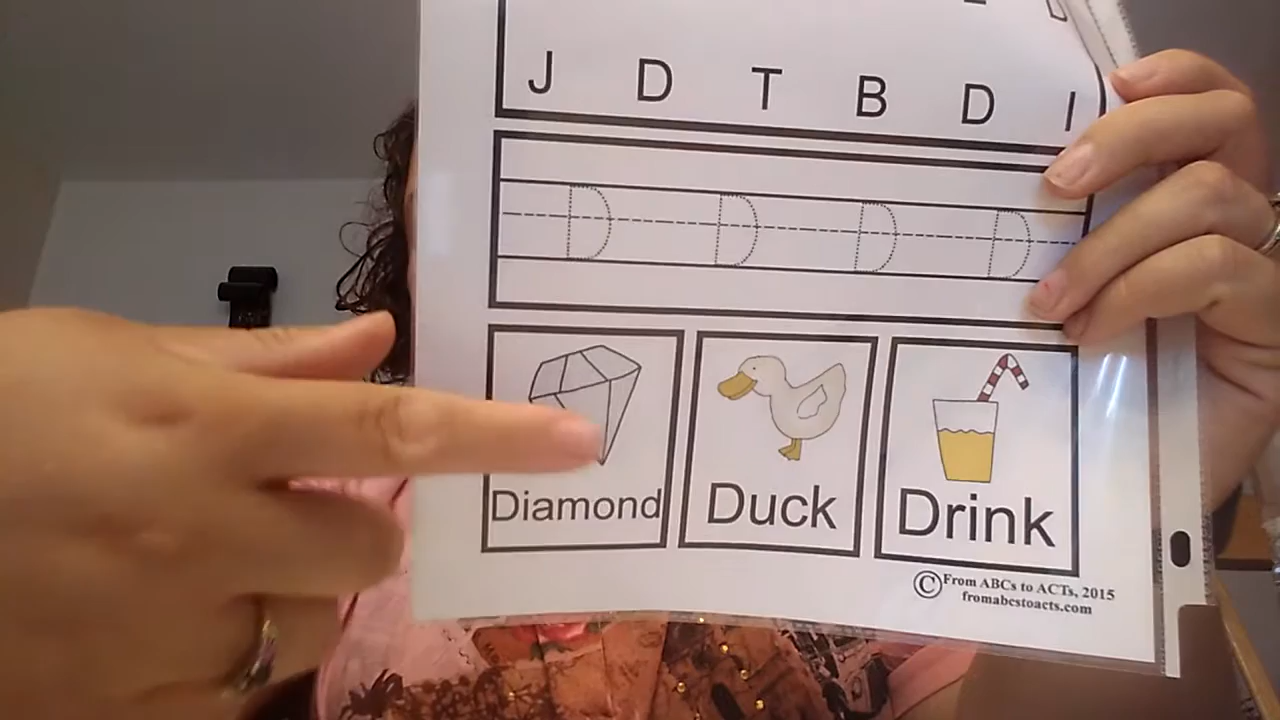 J D T B D I
D D D D
Diamond Duck Drink
© From ABCs to ACTs, 2015
fromabcstoacts.com